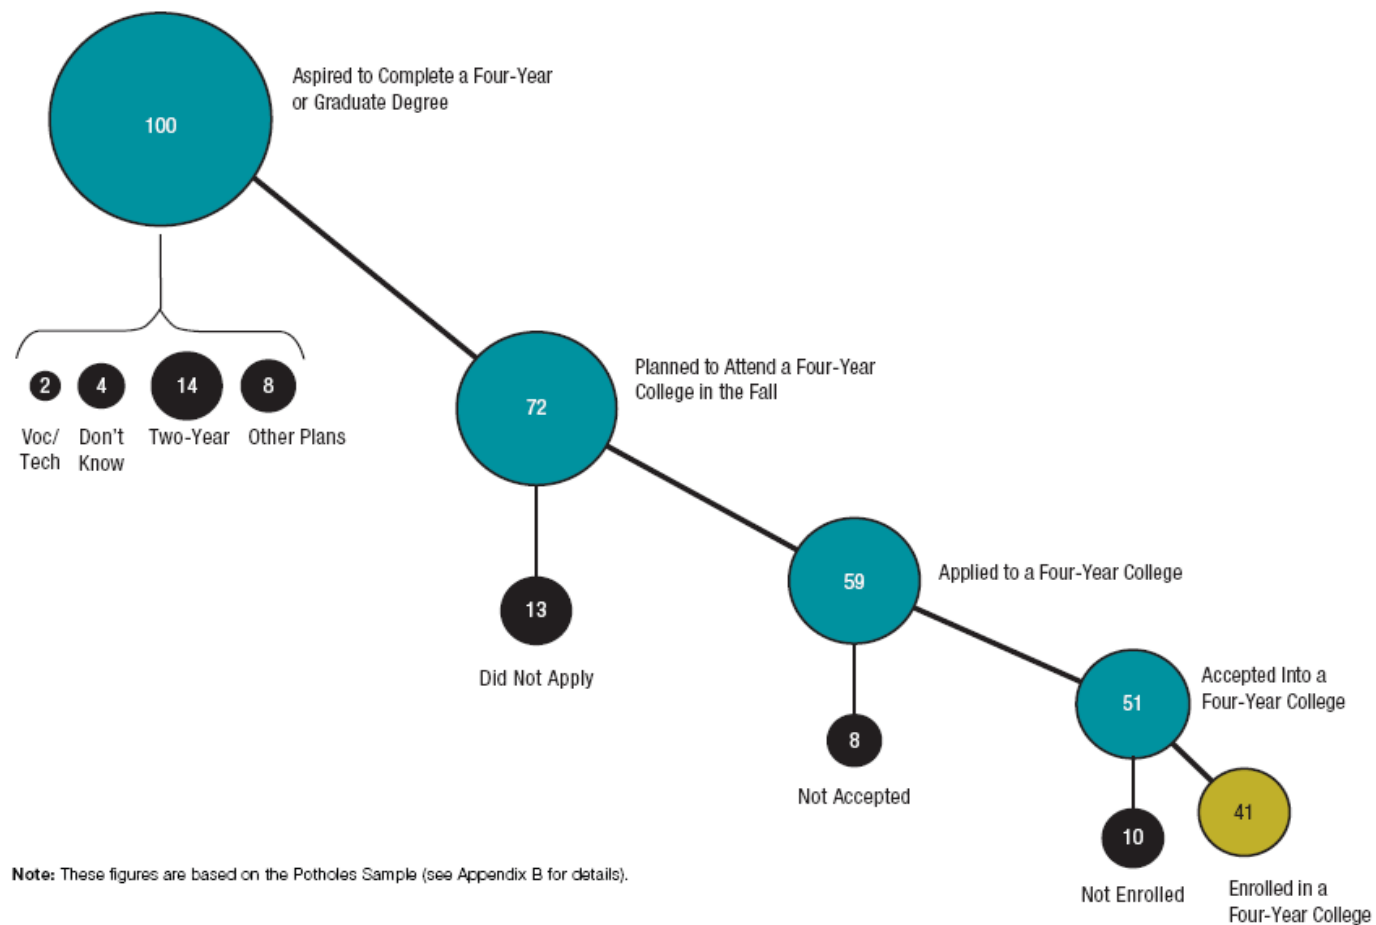 Aspired to Complete a Four-Year
or Graduate Degree
100
2
4
14
8
Voc/
Tech
Don't
Know
Two-Year
Other Plans
Planned to Attend a Four-Year
College in the Fall
72
13
Did Not Apply
59
Applied to a Four-Year College
8
Not Accepted
51
Accepted Into a
Four-Year College
10
Not Enrolled
41
Enrolled in a
Four-Year College
Note: These figures are based on the Potholes Sample (see Appendix B for details).